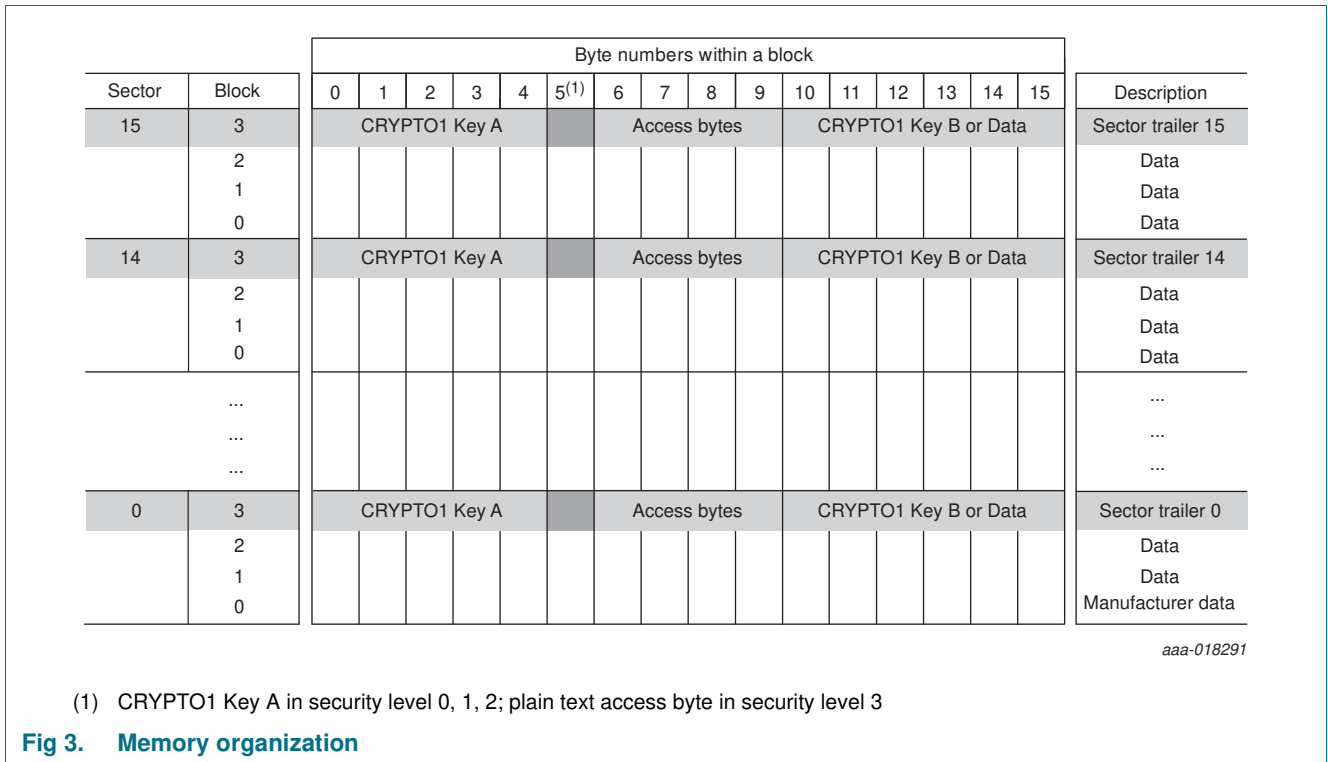 Byte numbers within a block
Sector Block 0 1 2 3 4 5(1) 6 7 8 9 10 11 12 13 14 15 Description
15 3 CRYPTO1 Key A Access bytes CRYPTO1 Key B or Data Sector trailer 15
2 Data
1 Data
0 Data
14 3 CRYPTO1 Key A Access bytes CRYPTO1 Key B or Data Sector trailer 14
2 Data
1 Data
0 Data
... ...
... ...
... ...
0 3 CRYPTO1 Key A Access bytes CRYPTO1 Key B or Data Sector trailer 0
2 Data
1 Data
0 Manufacturer data
aaa-018291
(1) CRYPTO1 Key A in security level 0, 1, 2; plain text access byte in security level 3
Fig 3. Memory organization